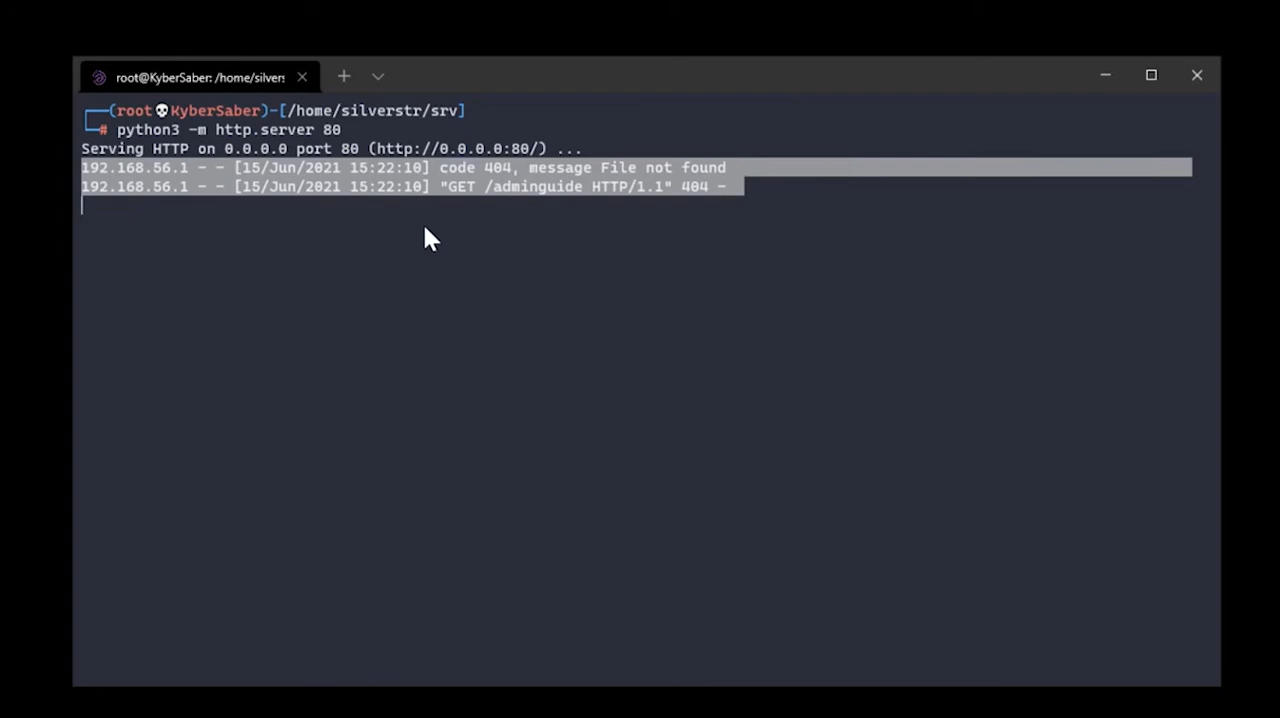 root@KyberSaber: /home/silvers
┌──(root💀KyberSaber)-[/home/silverstr/srv]
└─# python3 -m http.server 80
Serving HTTP on 0.0.0.0 port 80 (http://0.0.0.0:80/) ...
192.168.56.1 - - [15/Jun/2021 15:22:10] code 404, message File not found
192.168.56.1 - - [15/Jun/2021 15:22:10] "GET /adminguide HTTP/1.1" 404 -